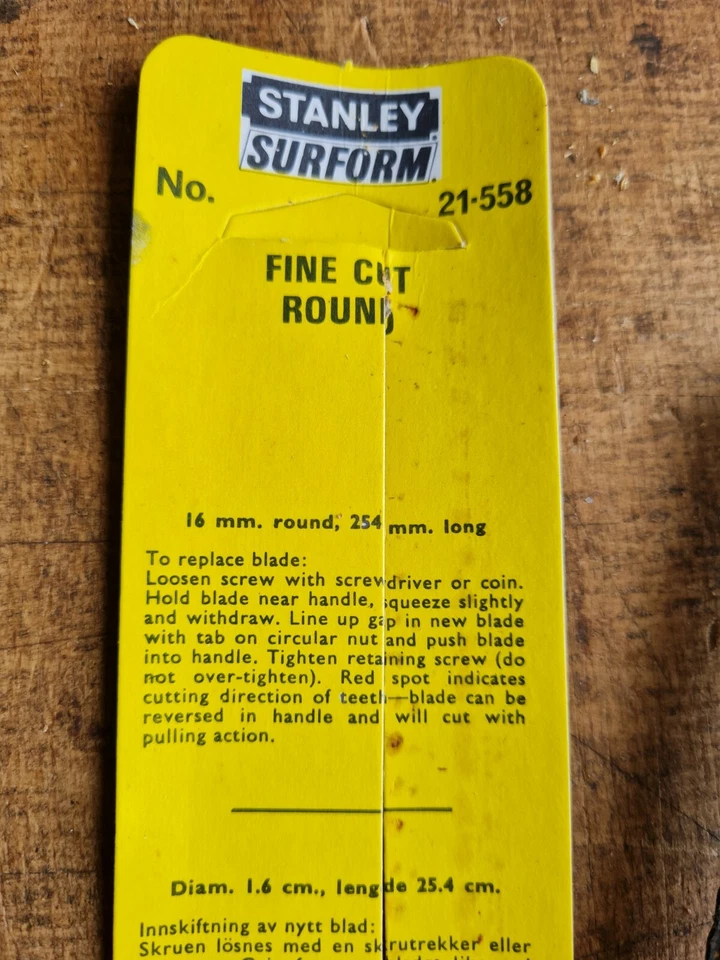 STANLEY
SURFORM
No. 21-558
FINE CUT
ROUND
16 mm. round, 254 mm. long
To replace blade:
Loosen screw with screwdriver or coin.
Hold blade near handle, squeeze slightly
and withdraw. Line up gap in new blade
with tab on circular nut and push blade
into handle. Tighten retaining screw (do
not over-tighten). Red spot indicates
cutting direction of teeth—blade can be
reversed in handle and will cut with
pulling action.
Diam. 1.6 cm., lengde 25.4 cm.
Innskiftning av nytt blad:
Skruen lösnes med en skrutrekker eller